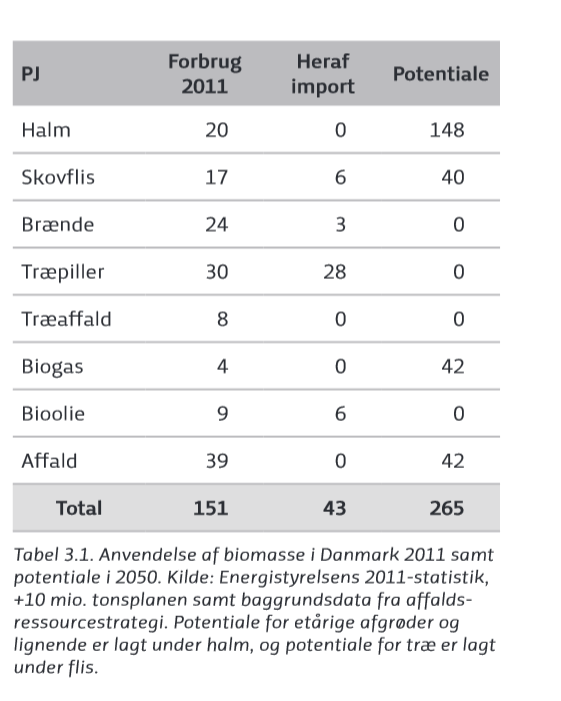 PJ Forbrug 2011 Heraf import Potentiale
Halm 20 0 148
Skovflis 17 6 40
Brænde 24 3 0
Træpiller 30 28 0
Træaffald 8 0 0
Biogas 4 0 42
Bioolie 9 6 0
Affald 39 0 42
Total 151 43 265
Tabel 3.1. Anvendelse af biomasse i Danmark 2011 samt
potentiale i 2050. Kilde: Energistyrelsens 2011-statistik,
+10 mio. tonsplanen samt baggrundsdata fra affalds-
ressourcestrategi. Potentiale for etårige afgrøder og
lignende er lagt under halm, og potentiale for træ er lagt
under flis.